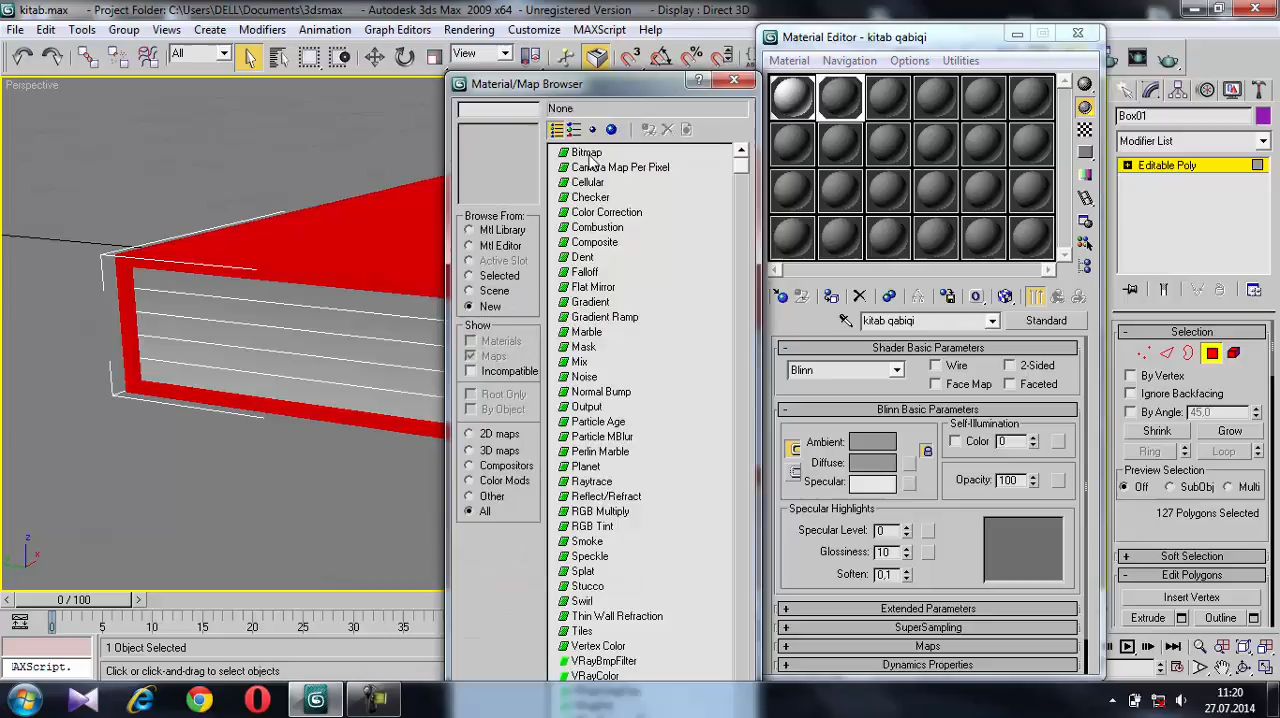 kitab.max - Project Folder: C:\Users\DELL\Documents\3dsmax - Autodesk 3ds Max 2009 x64 - Unregistered Version - Display : Direct 3D
File Edit Tools Group Views Create Modifiers Animation Graph Editors Rendering Customize MAXScript Help
All
View
Perspective
Material/Map Browser
None
Browse From:
Mtl Library
Mtl Editor
Active Slot
Selected
Scene
New
Show
Materials
Maps
Incompatible
Root Only
By Object
2D maps
3D maps
Compositors
Color Mods
Other
All
Bitmap
Camera Map Per Pixel
Cellular
Checker
Color Correction
Combustion
Composite
Dent
Falloff
Flat Mirror
Gradient
Gradient Ramp
Marble
Mask
Mix
Noise
Normal Bump
Output
Particle Age
Particle MBlur
Perlin Marble
Planet
Raytrace
Reflect/Refract
RGB Multiply
RGB Tint
Smoke
Speckle
Splat
Stucco
Swirl
Thin Wall Refraction
Tiles
Vertex Color
VRayBmpFilter
VRayColor
Material Editor - kitab qabiqi
Material Navigation Options Utilities
kitab qabiqi
Standard
Shader Basic Parameters
Blinn
Wire
2-Sided
Face Map
Faceted
Blinn Basic Parameters
Self-Illumination
Color 0
Ambient:
Diffuse:
Specular:
Opacity: 100
Specular Highlights
Specular Level: 0
Glossiness: 10
Soften: 0,1
Extended Parameters
SuperSampling
Maps
Dynamics Properties
Box01
Modifier List
Editable Poly
Selection
By Vertex
Ignore Backfacing
By Angle: 45,0
Shrink
Grow
Ring
Loop
Preview Selection
Off
SubObj
Multi
127 Polygons Selected
Soft Selection
Edit Polygons
Insert Vertex
Extrude
Outline
z
x
0 / 100
0 5 10 15 20 25 30 35
1 Object Selected
AXScript.
Click or click-and-drag to select objects
11:20
27.07.2014